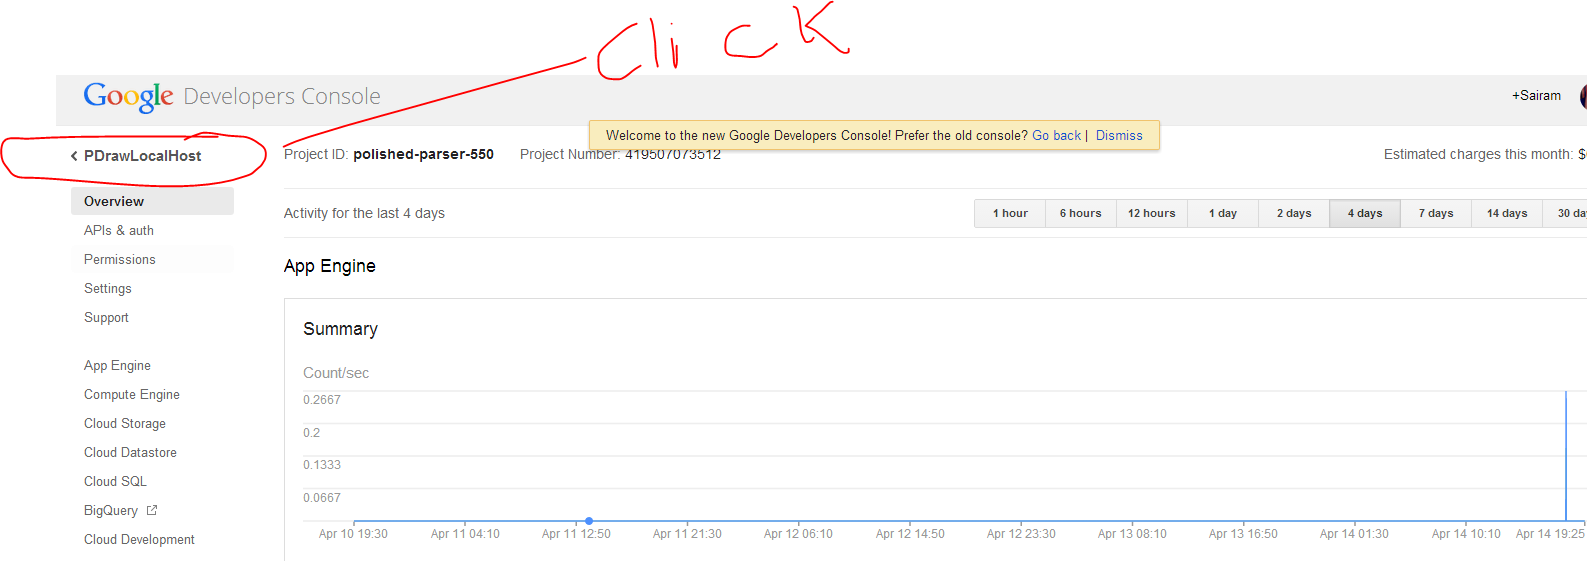 Click
Google Developers Console
+Sairam
Welcome to the new Google Developers Console! Prefer the old console? Go back | Dismiss
PDrawLocalHost
Project ID: polished-parser-550 Project Number: 419507073512
Estimated charges this month: $
Overview
APIs & auth
Permissions
Settings
Support
App Engine
Compute Engine
Cloud Storage
Cloud Datastore
Cloud SQL
BigQuery
Cloud Development
Activity for the last 4 days
1 hour 6 hours 12 hours 1 day 2 days 4 days 7 days 14 days 30 da
App Engine
Summary
Count/sec
0.2667
0.2
0.1333
0.0667
Apr 10 19:30 Apr 11 04:10 Apr 11 12:50 Apr 11 21:30 Apr 12 06:10 Apr 12 14:50 Apr 12 23:30 Apr 13 08:10 Apr 13 16:50 Apr 14 01:30 Apr 14 10:10 Apr 14 19:25